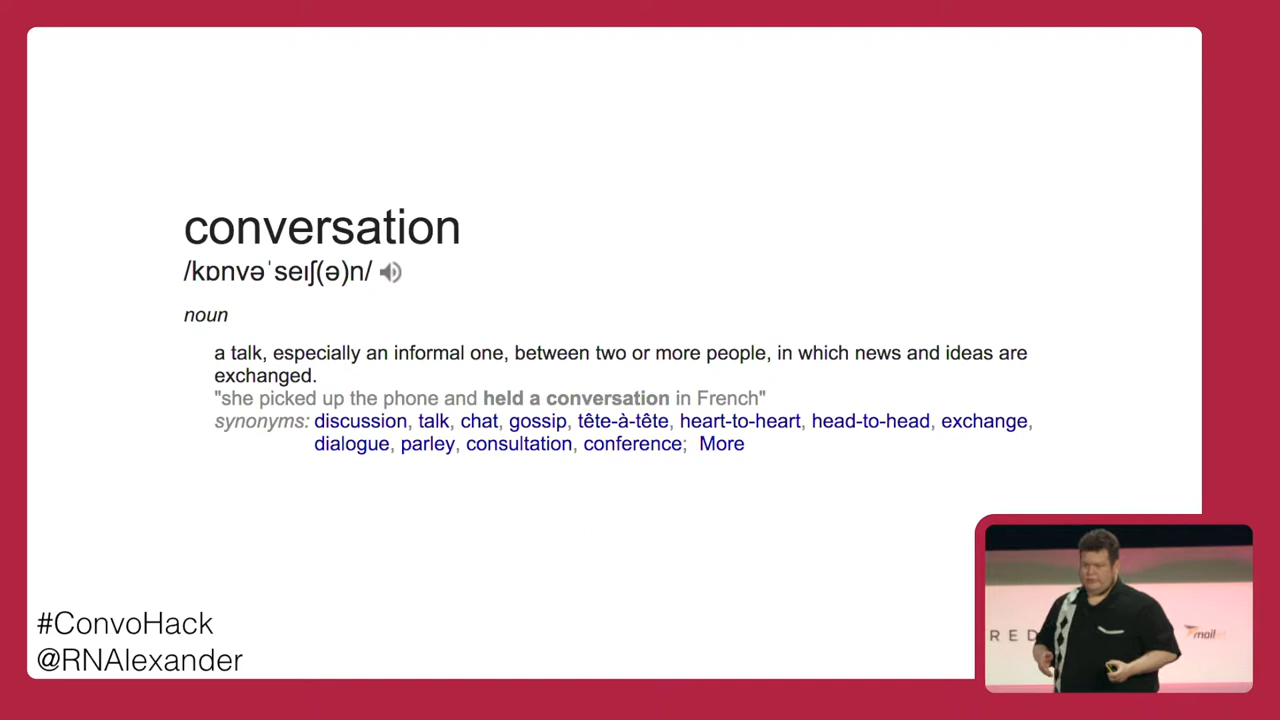 conversation
/kɒnvəˈseɪʃ(ə)n/
noun
a talk, especially an informal one, between two or more people, in which news and ideas are
exchanged.
"she picked up the phone and held a conversation in French"
synonyms: discussion, talk, chat, gossip, tête-à-tête, heart-to-heart, head-to-head, exchange,
dialogue, parley, consultation, conference; More
#ConvoHack
@RNAlexander
RED
mailjet